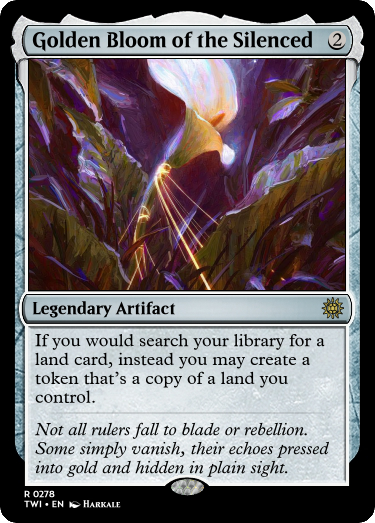 Golden Bloom of the Silenced 2
Legendary Artifact
If you would search your library for a
land card, instead you may create a
token that's a copy of a land you
control.
Not all rulers fall to blade or rebellion.
Some simply vanish, their echoes pressed
into gold and hidden in plain sight.
R 0278
TWI • EN Harkale